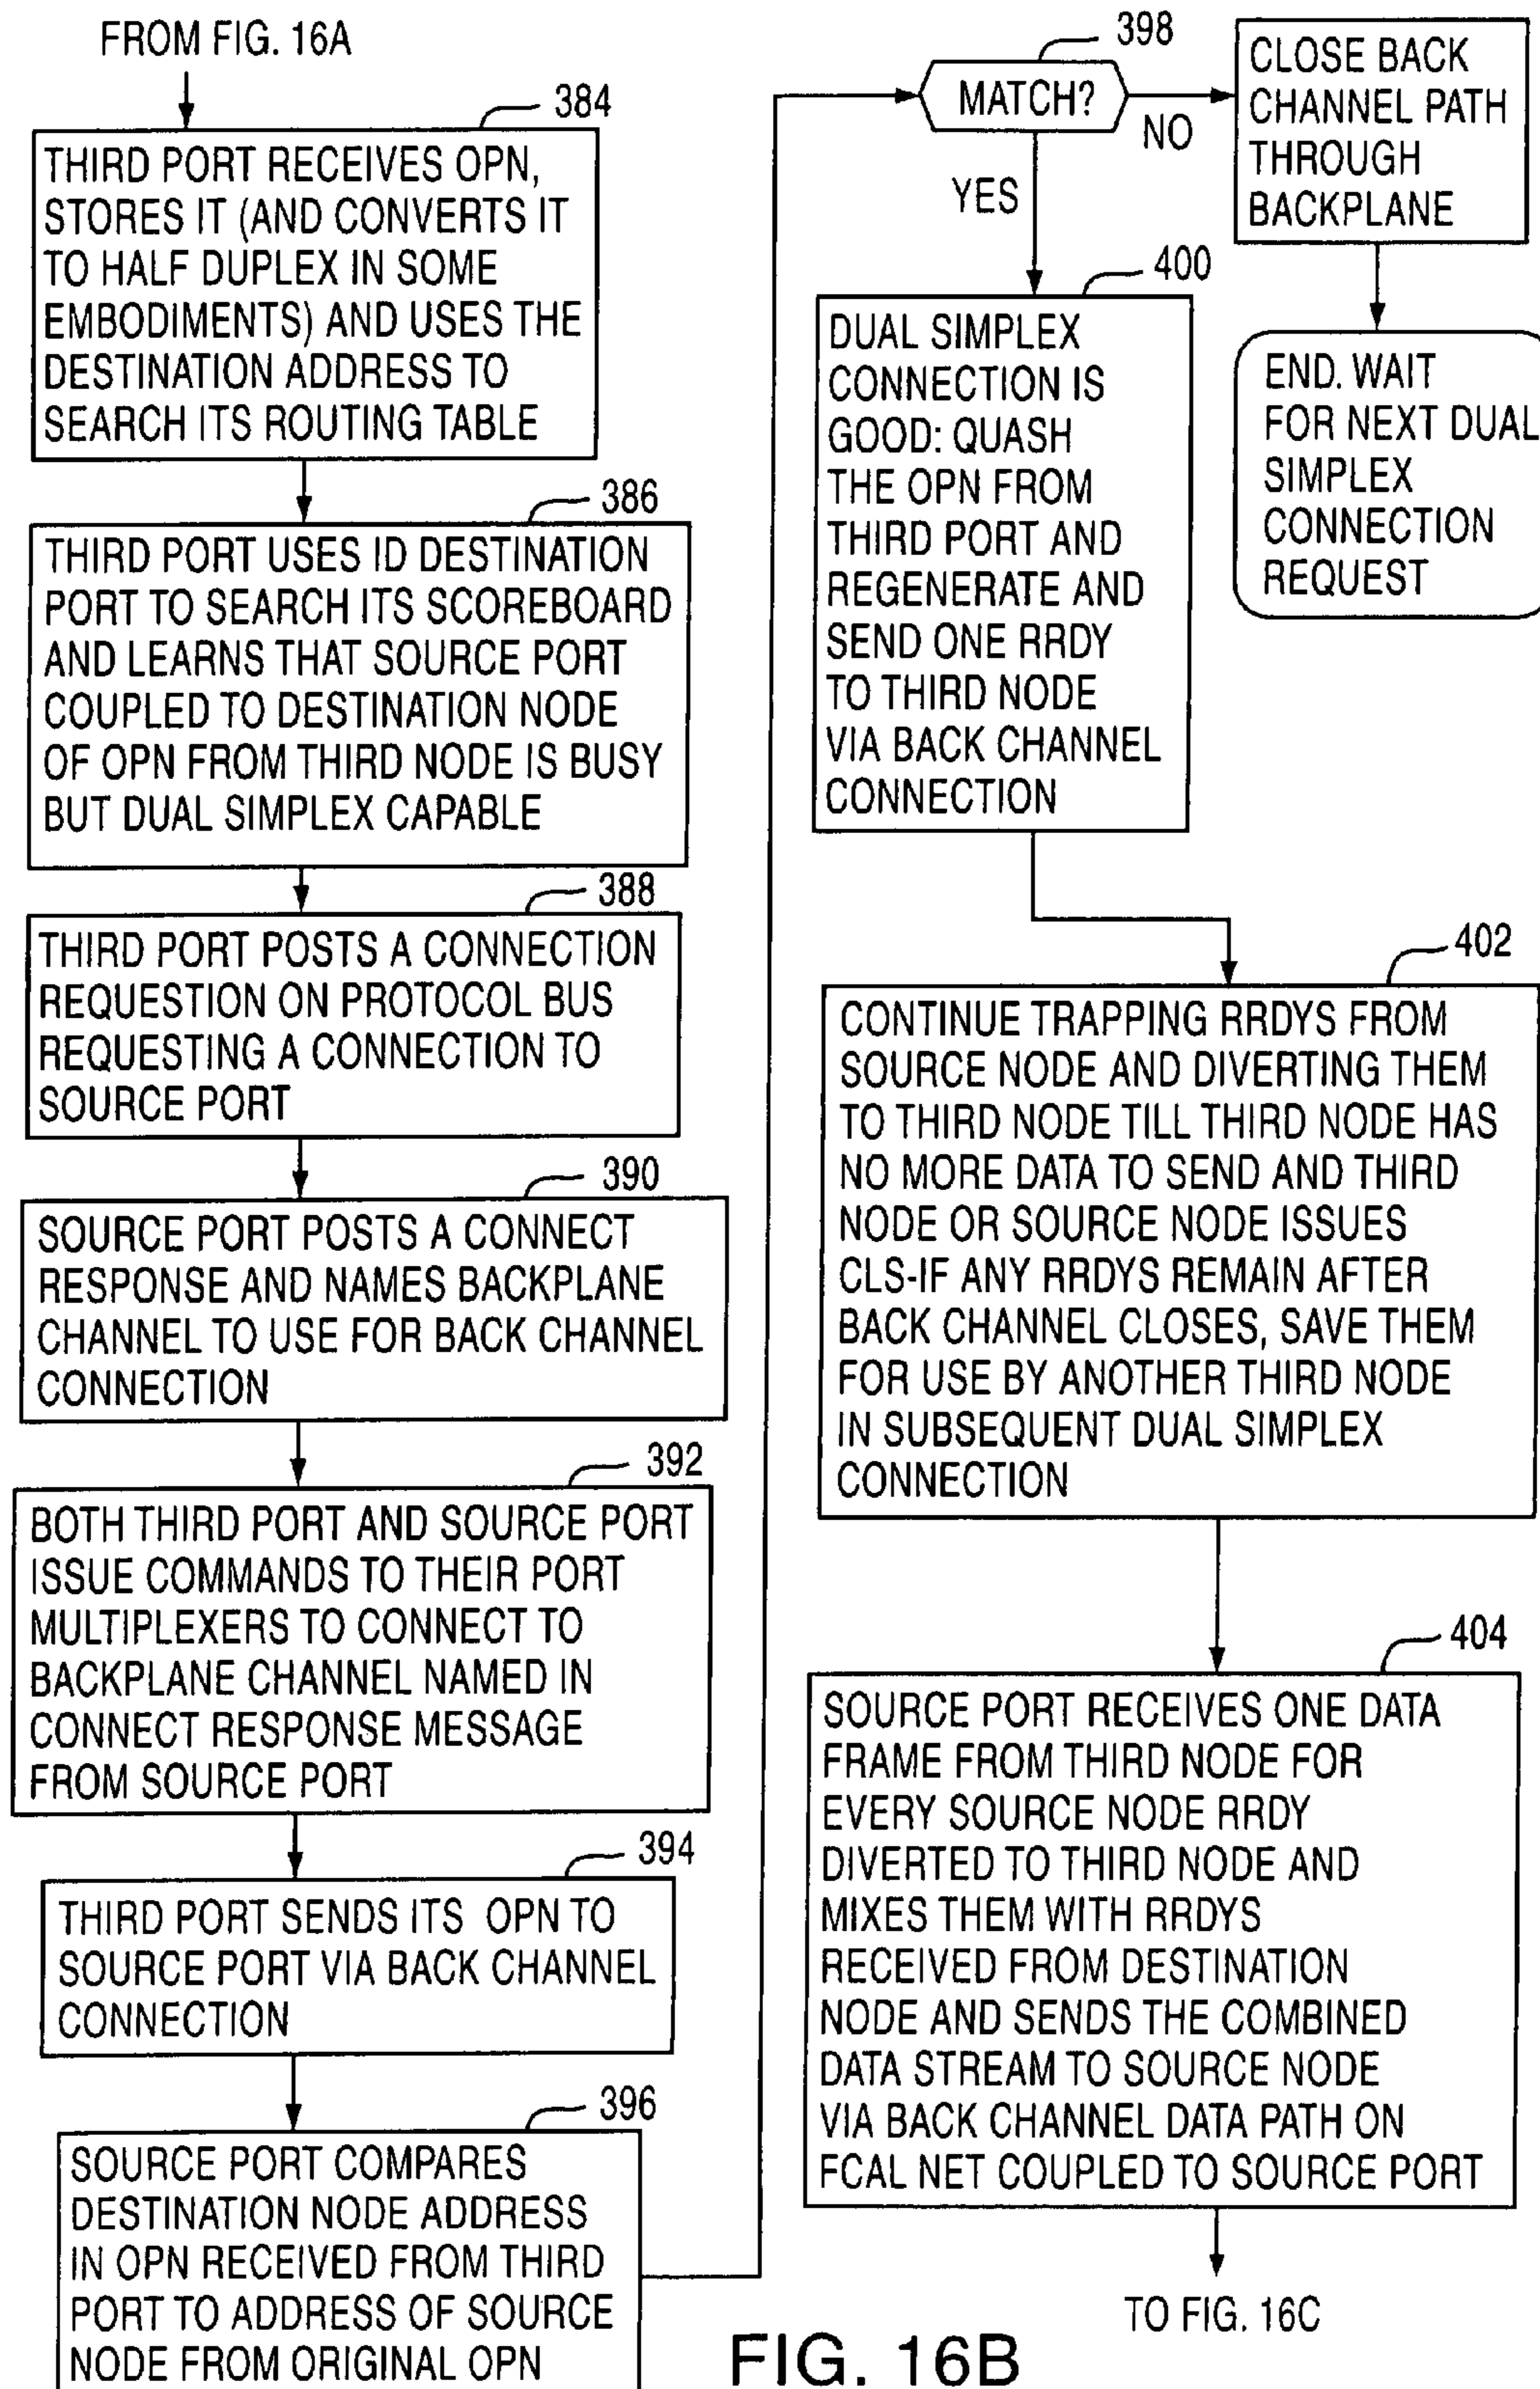 FROM FIG. 16A
384
THIRD PORT RECEIVES OPN,
STORES IT (AND CONVERTS IT
TO HALF DUPLEX IN SOME
EMBODIMENTS) AND USES THE
DESTINATION ADDRESS TO
SEARCH ITS ROUTING TABLE
386
THIRD PORT USES ID DESTINATION
PORT TO SEARCH ITS SCOREBOARD
AND LEARNS THAT SOURCE PORT
COUPLED TO DESTINATION NODE
OF OPN FROM THIRD NODE IS BUSY
BUT DUAL SIMPLEX CAPABLE
388
THIRD PORT POSTS A CONNECTION
REQUESTION ON PROTOCOL BUS
REQUESTING A CONNECTION TO
SOURCE PORT
390
SOURCE PORT POSTS A CONNECT
RESPONSE AND NAMES BACKPLANE
CHANNEL TO USE FOR BACK CHANNEL
CONNECTION
392
BOTH THIRD PORT AND SOURCE PORT
ISSUE COMMANDS TO THEIR PORT
MULTIPLEXERS TO CONNECT TO
BACKPLANE CHANNEL NAMED IN
CONNECT RESPONSE MESSAGE
FROM SOURCE PORT
394
THIRD PORT SENDS ITS OPN TO
SOURCE PORT VIA BACK CHANNEL
CONNECTION
396
SOURCE PORT COMPARES
DESTINATION NODE ADDRESS
IN OPN RECEIVED FROM THIRD
PORT TO ADDRESS OF SOURCE
NODE FROM ORIGINAL OPN
398
MATCH?
NO
YES
CLOSE BACK
CHANNEL PATH
THROUGH
BACKPLANE
END. WAIT
FOR NEXT DUAL
SIMPLEX
CONNECTION
REQUEST
400
DUAL SIMPLEX
CONNECTION IS
GOOD: QUASH
THE OPN FROM
THIRD PORT AND
REGENERATE AND
SEND ONE RRDY
TO THIRD NODE
VIA BACK CHANNEL
CONNECTION
402
CONTINUE TRAPPING RRDYS FROM
SOURCE NODE AND DIVERTING THEM
TO THIRD NODE TILL THIRD NODE HAS
NO MORE DATA TO SEND AND THIRD
NODE OR SOURCE NODE ISSUES
CLS-IF ANY RRDYS REMAIN AFTER
BACK CHANNEL CLOSES, SAVE THEM
FOR USE BY ANOTHER THIRD NODE
IN SUBSEQUENT DUAL SIMPLEX
CONNECTION
404
SOURCE PORT RECEIVES ONE DATA
FRAME FROM THIRD NODE FOR
EVERY SOURCE NODE RRDY
DIVERTED TO THIRD NODE AND
MIXES THEM WITH RRDYS
RECEIVED FROM DESTINATION
NODE AND SENDS THE COMBINED
DATA STREAM TO SOURCE NODE
VIA BACK CHANNEL DATA PATH ON
FCAL NET COUPLED TO SOURCE PORT
TO FIG. 16C
FIG. 16B